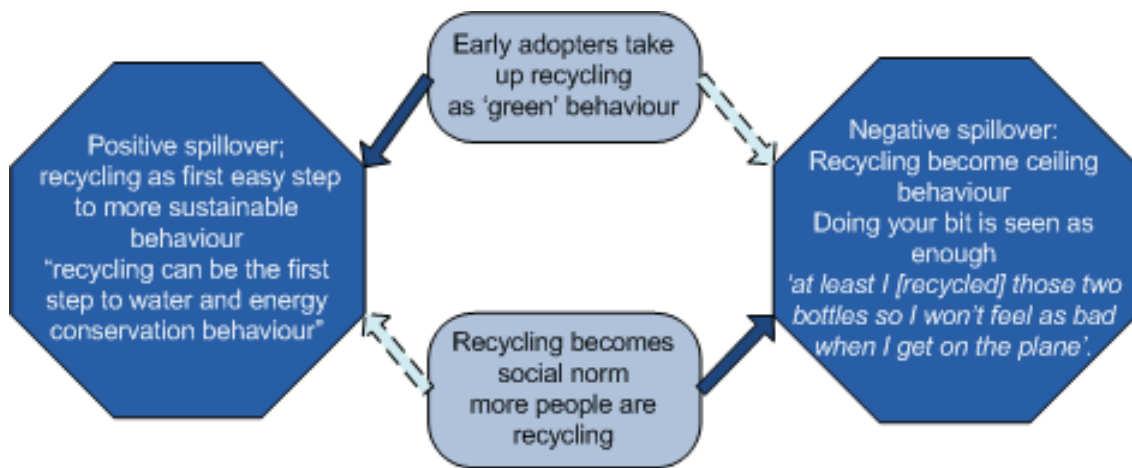 Early adopters take
up recycling
as ‘green’ behaviour
Positive spillover;
recycling as first easy step
to more sustainable
behaviour
“recycling can be the first
step to water and energy
conservation behaviour”
Negative spillover:
Recycling become ceiling
behaviour
Doing your bit is seen as
enough
‘at least I [recycled] those two
bottles so I won’t feel as bad
when I get on the plane’.
Recycling becomes
social norm
more people are
recycling